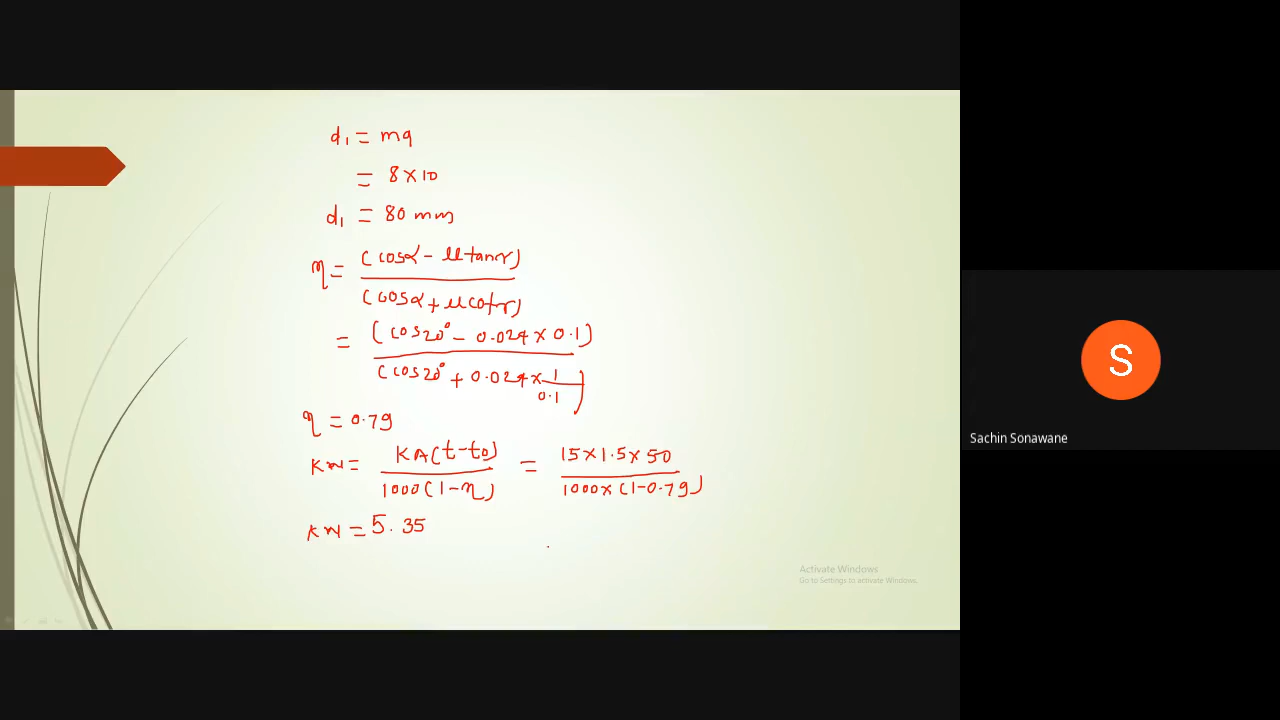 d₁ = mq
= 8 × 10
d₁ = 80 mm
η = (cosα - μ tanγ) / (cosα + μ cotγ)
= (cos20° - 0.024 × 0.1) / (cos20° + 0.024 × 1/0.1)
η = 0.79
KW = KA(t-t₀) / 1000(1-η) = 15×1.5×50 / 1000×(1-0.79)
KW = 5.35
Activate Windows
Go to Settings to activate Windows.
S
Sachin Sonawane